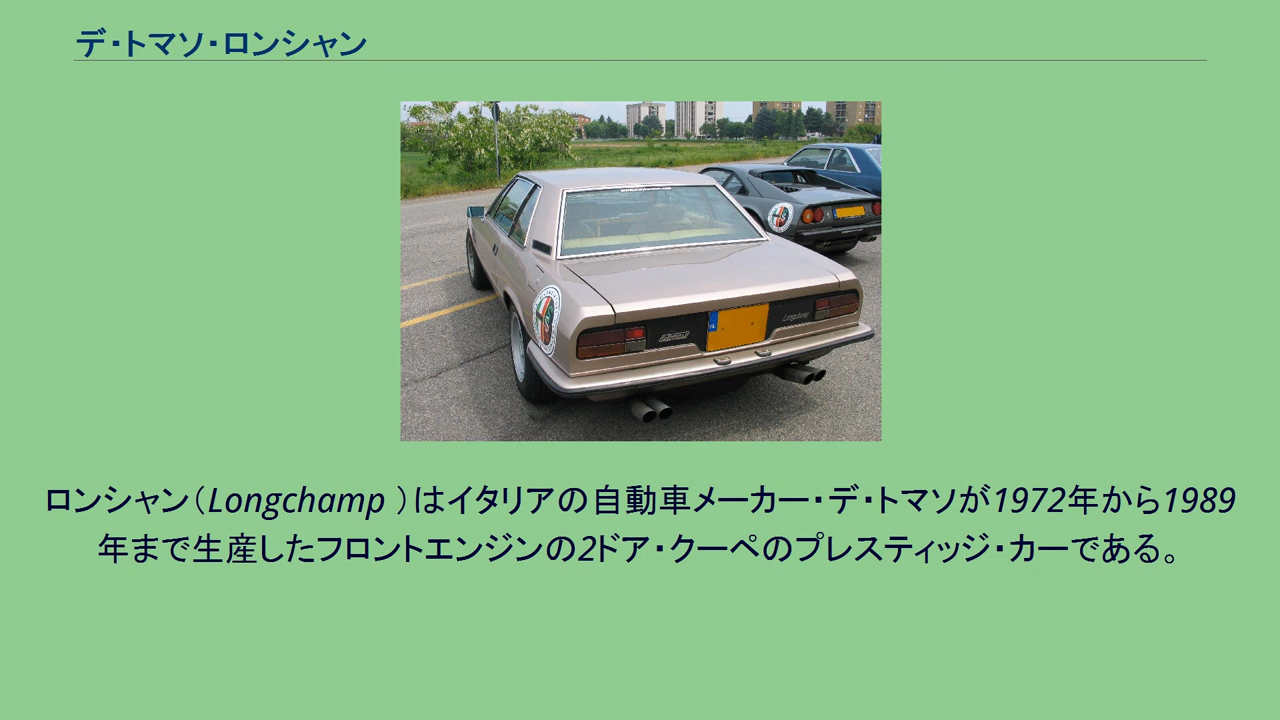 デ・トマソ・ロンシャン
Longchamp
NL
ロンシャン（Longchamp ）はイタリアの自動車メーカー・デ・トマソが1972年から1989
年まで生産したフロントエンジンの2ドア・クーペのプレスティッジ・カーである。